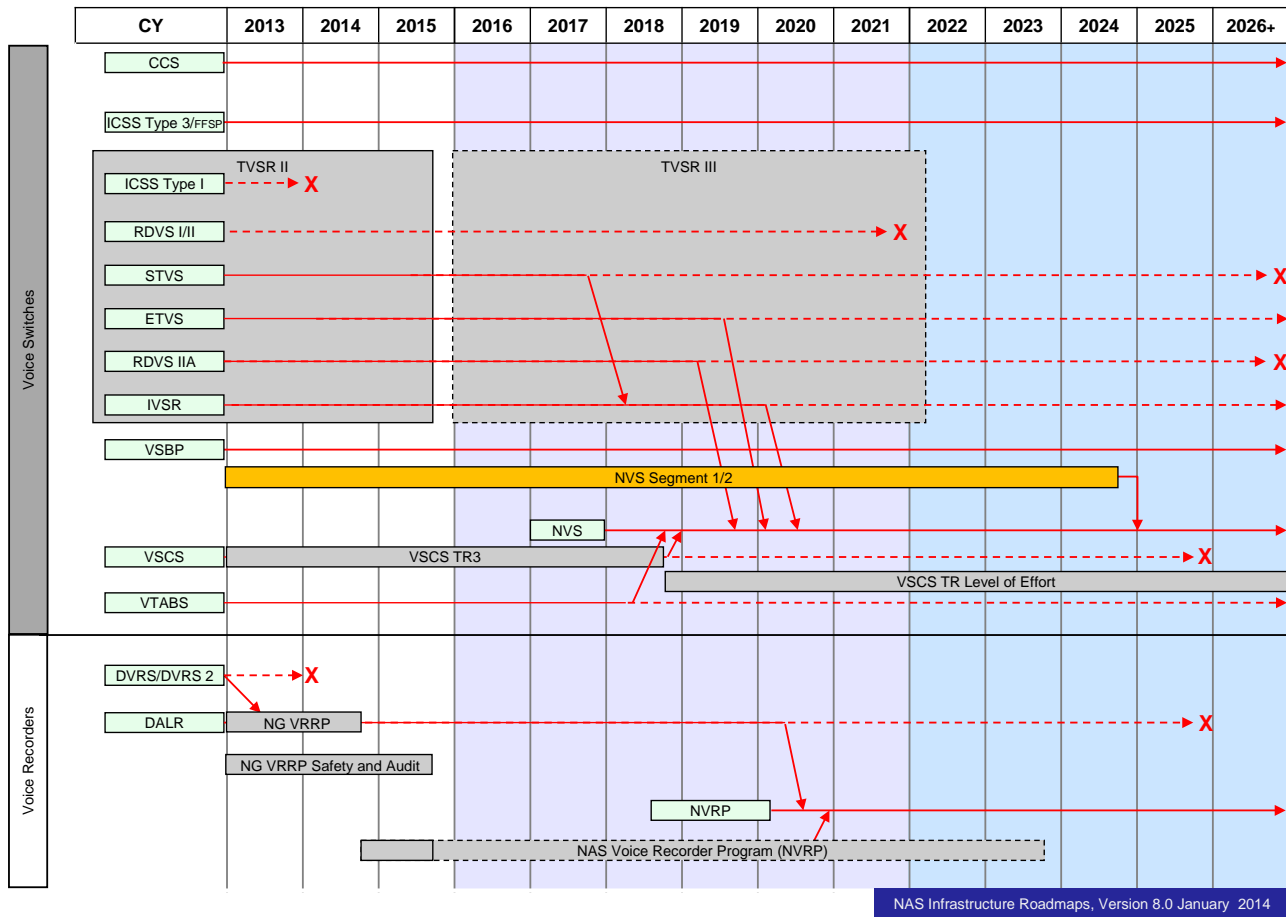 CY 2013 2014 2015 2016 2017 2018 2019 2020 2021 2022 2023 2024 2025 2026+
Voice Switches
CCS
ICSS Type 3/FFSP
TVSR II
TVSR III
ICSS Type I
X
RDVS I/II
X
STVS
X
ETVS
RDVS IIA
X
IVSR
VSBP
NVS Segment 1/2
NVS
VSCS
VSCS TR3
X
VSCS TR Level of Effort
VTABS
Voice Recorders
DVRS/DVRS 2
X
DALR
NG VRRP
X
NG VRRP Safety and Audit
NVRP
NAS Voice Recorder Program (NVRP)
NAS Infrastructure Roadmaps, Version 8.0 January 2014